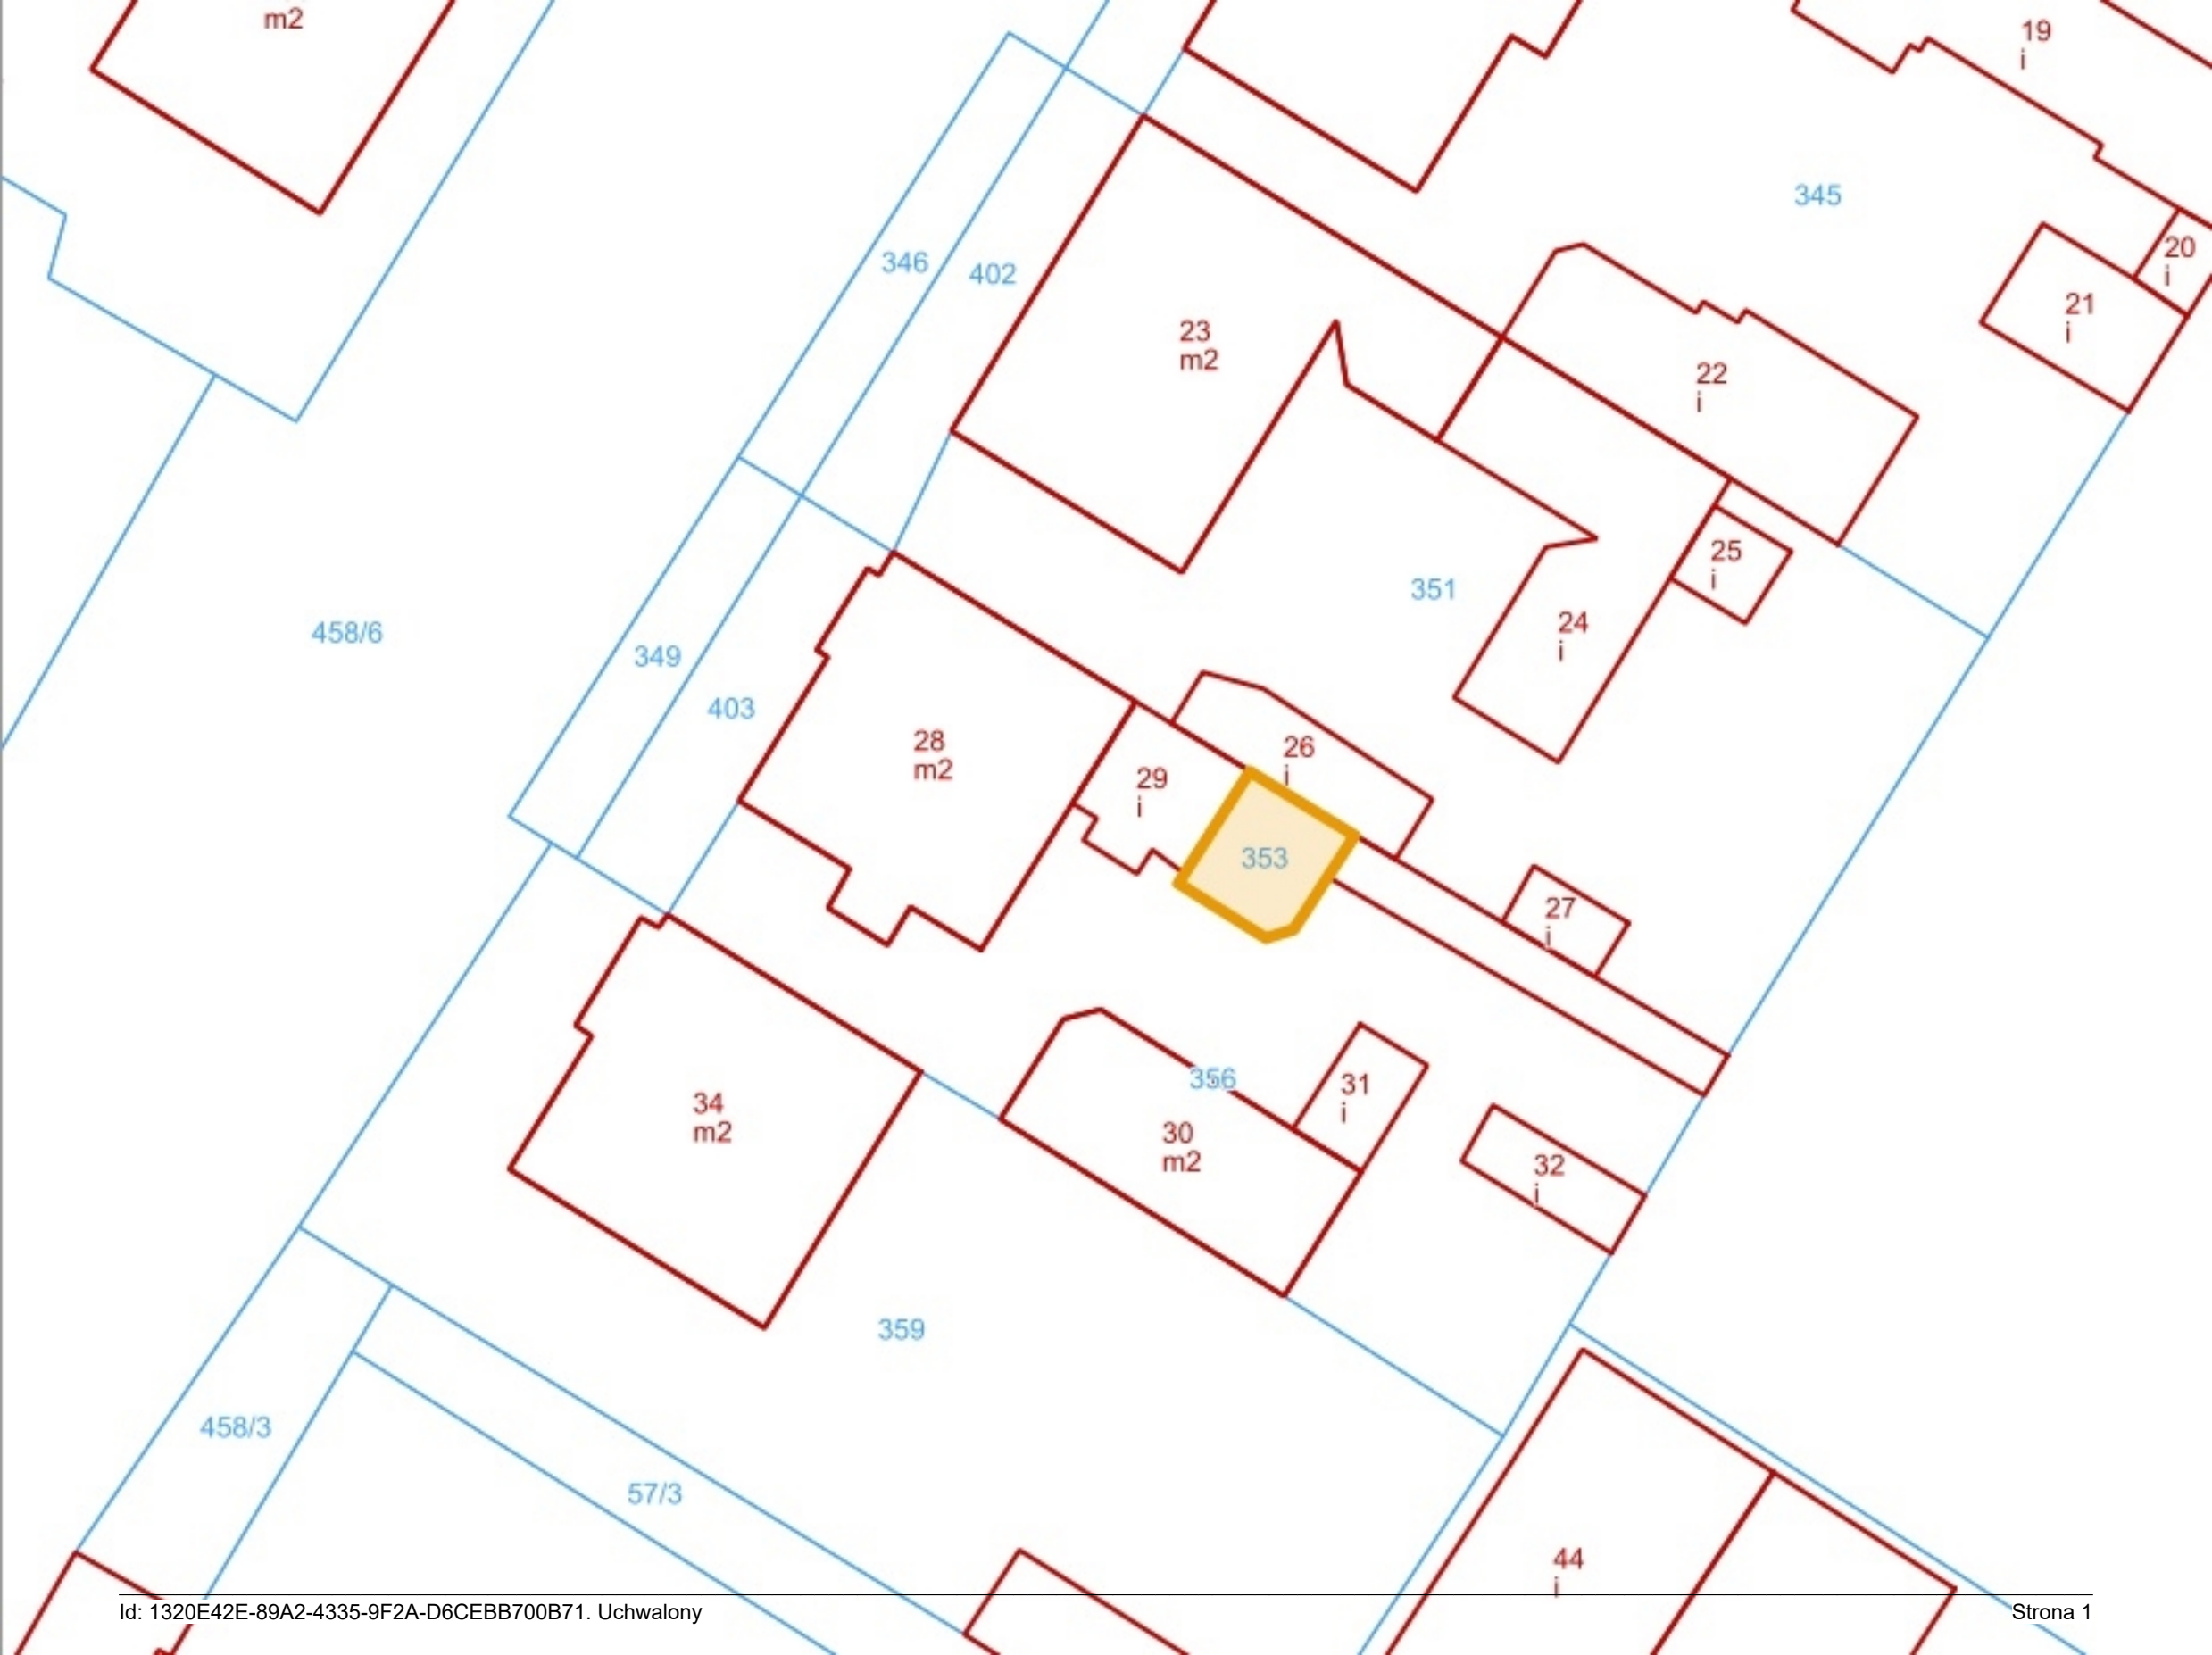 m2
19
i
345
20
i
346
402
21
i
23
m2
22
i
25
i
351
24
i
458/6
349
403
28
m2
26
i
29
i
353
27
i
356
31
i
34
m2
30
m2
32
i
359
458/3
57/3
44
i
Id: 1320E42E-89A2-4335-9F2A-D6CEBB700B71. Uchwalony
Strona 1